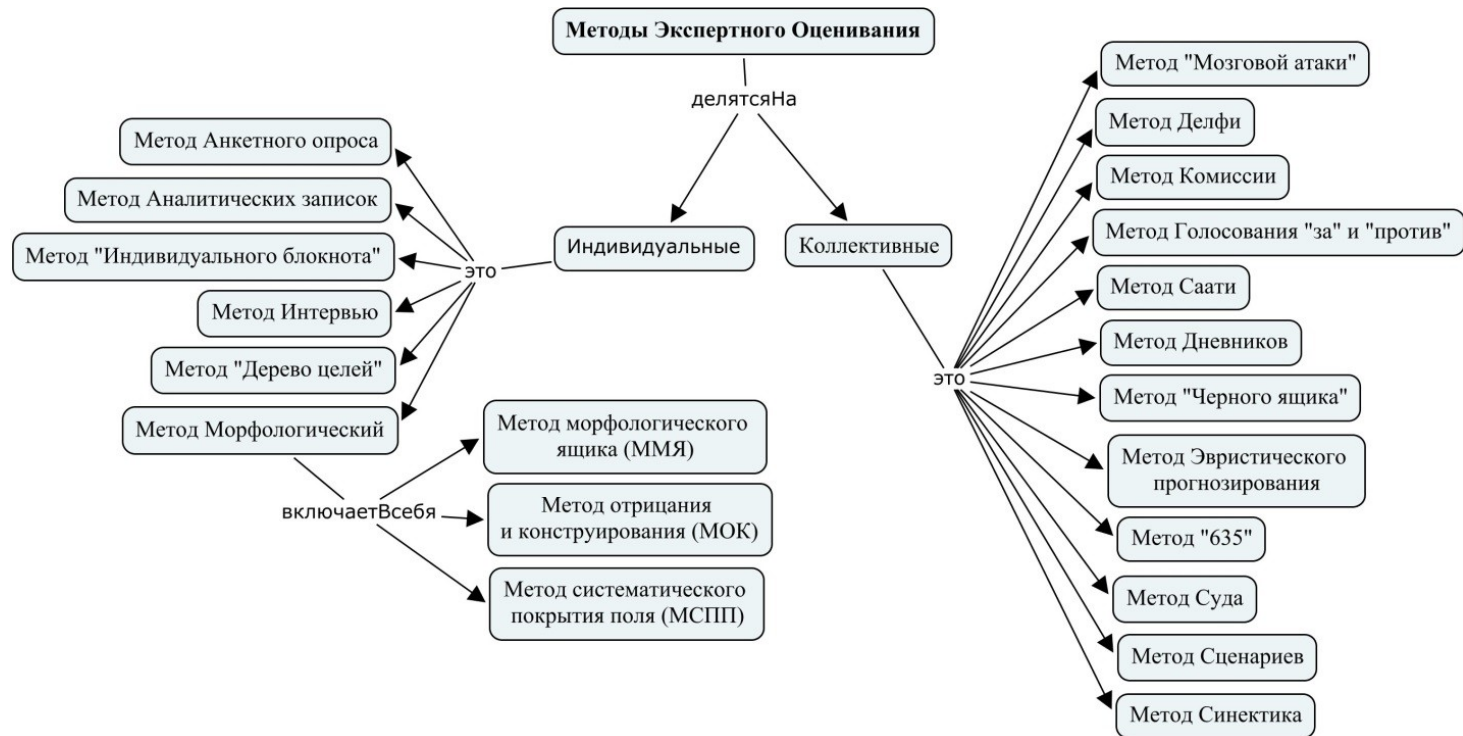 Методы Экспертного Оценивания
делятсяНа
Индивидуальные
Коллективные
это
Метод Анкетного опроса
Метод Аналитических записок
Метод "Индивидуального блокнота"
Метод Интервью
Метод "Дерево целей"
Метод Морфологический
включаетВсебя
Метод морфологического
ящика (ММЯ)
Метод отрицания
и конструирования (МОК)
Метод систематического
покрытия поля (МСПП)
это
Метод "Мозговой атаки"
Метод Делфи
Метод Комиссии
Метод Голосования "за" и "против"
Метод Саати
Метод Дневников
Метод "Черного ящика"
Метод Эвристического
прогнозирования
Метод "635"
Метод Суда
Метод Сценариев
Метод Синектика